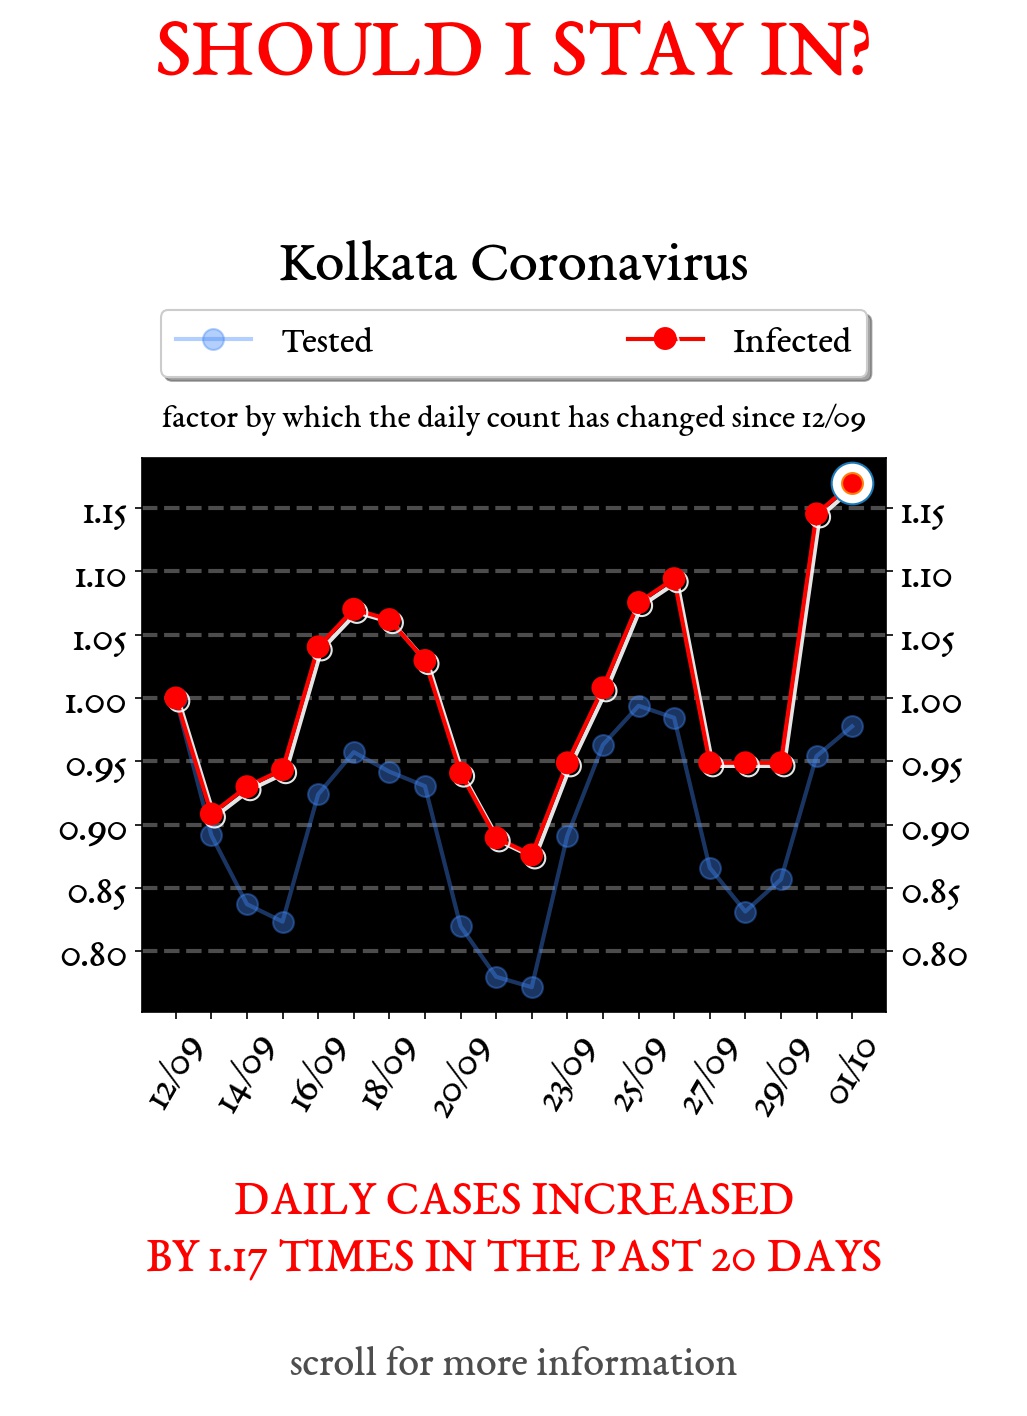 SHOULD I STAY IN?
Kolkata Coronavirus
Tested Infected
factor by which the daily count has changed since 12/09
1.15 1.15
1.10 1.10
1.05 1.05
1.00 1.00
0.95 0.95
0.90 0.90
0.85 0.85
0.80 0.80
12/09 14/09 16/09 18/09 20/09 23/09 25/09 27/09 29/09 01/10
DAILY CASES INCREASED
BY 1.17 TIMES IN THE PAST 20 DAYS
scroll for more information